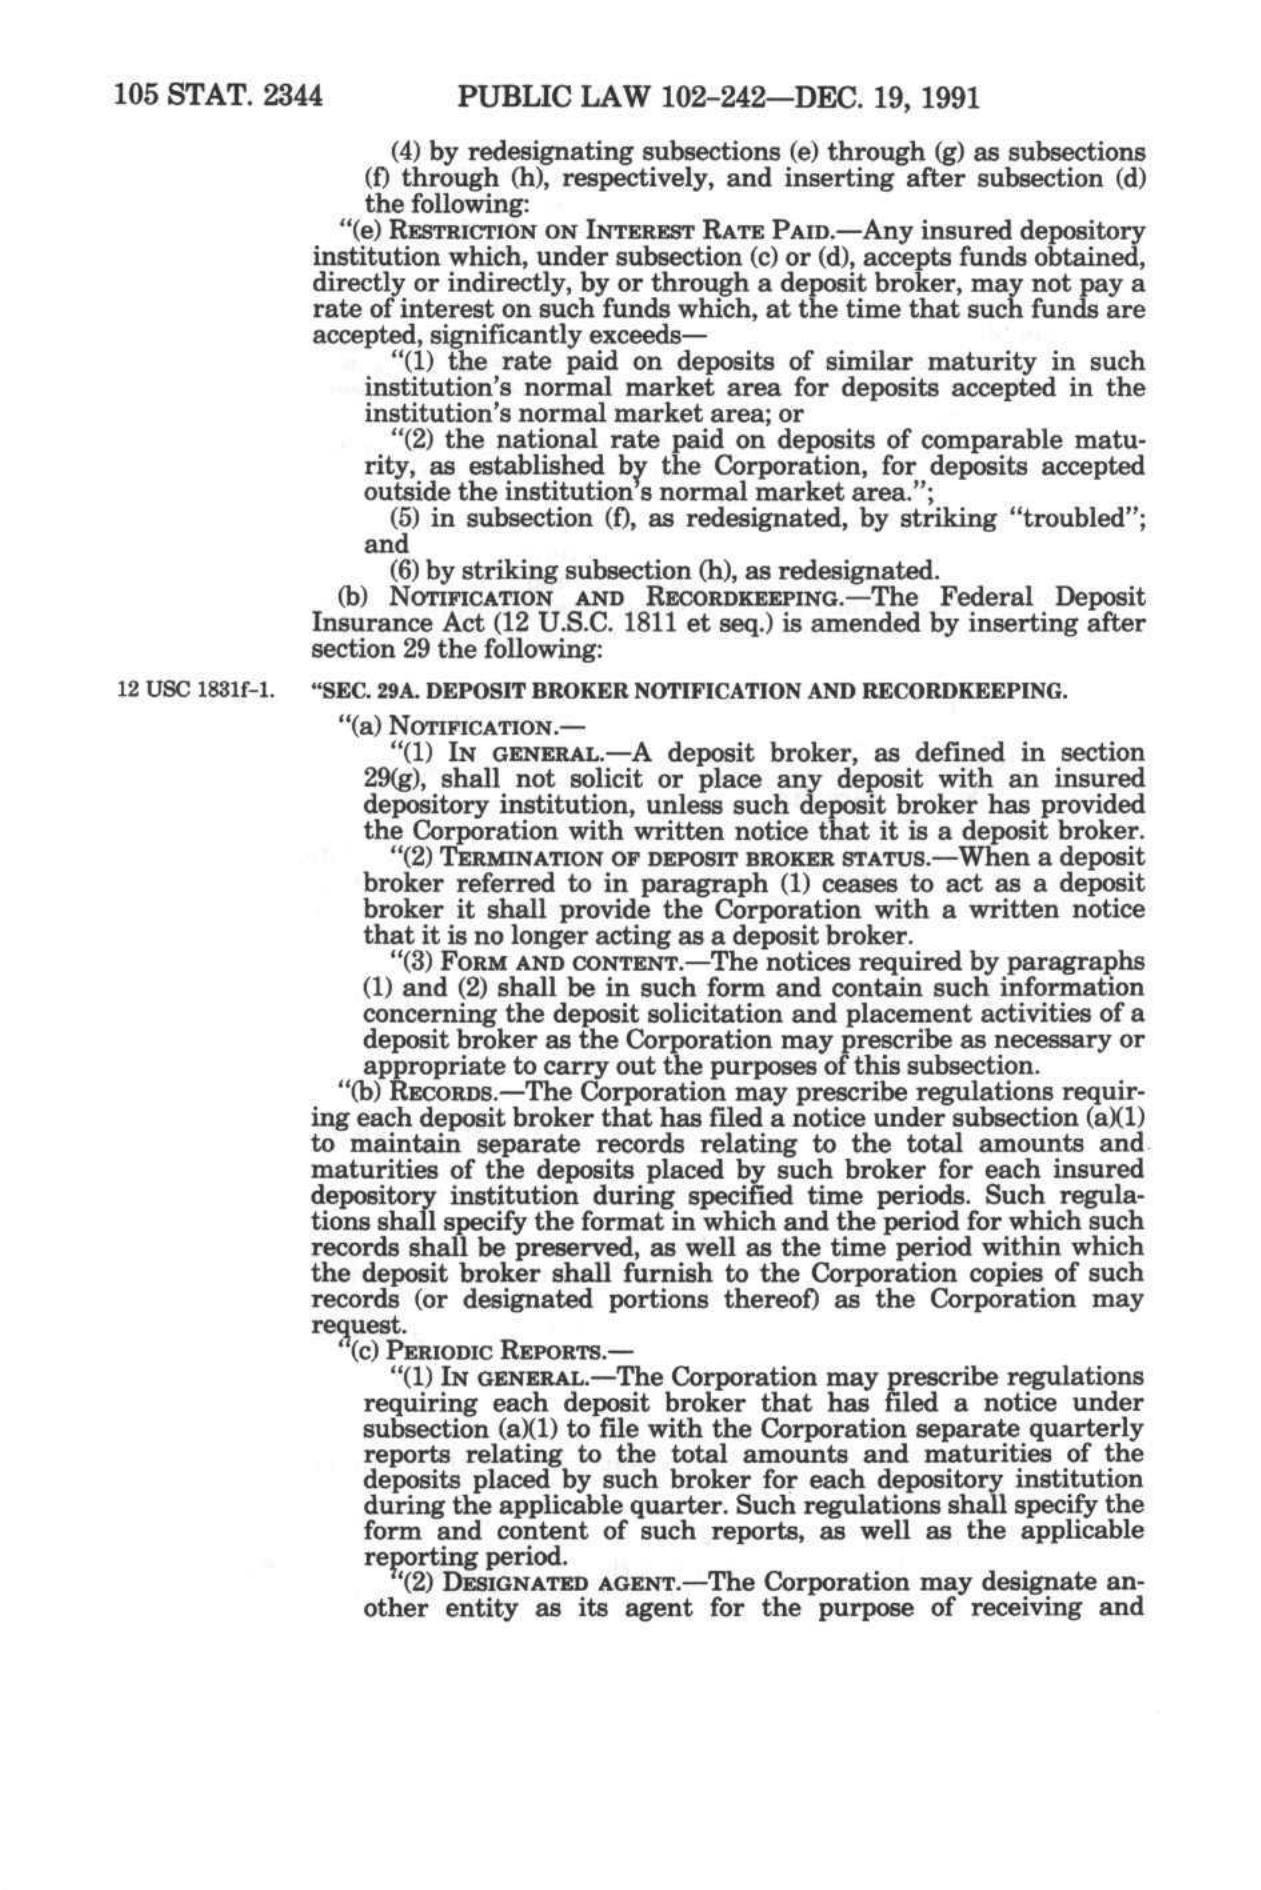 105 STAT. 2344 PUBLIC LAW 102-242—DEC. 19, 1991
(4) by redesignating subsections (e) through (g) as subsections
(f) through (h), respectively, and inserting after subsection (d)
the following:
“(e) RESTRICTION ON INTEREST RATE PAID.—Any insured depository
institution which, under subsection (c) or (d), accepts funds obtained,
directly or indirectly, by or through a deposit broker, may not pay a
rate of interest on such funds which, at the time that such funds are
accepted, significantly exceeds—
“(1) the rate paid on deposits of similar maturity in such
institution's normal market area for deposits accepted in the
institution's normal market area; or
“(2) the national rate paid on deposits of comparable matu-
rity, as established by the Corporation, for deposits accepted
outside the institution's normal market area.”;
(5) in subsection (f), as redesignated, by striking “troubled”;
and
(6) by striking subsection (h), as redesignated.
(b) NOTIFICATION AND RECORDKEEPING.—The Federal Deposit
Insurance Act (12 U.S.C. 1811 et seq.) is amended by inserting after
section 29 the following:
12 USC 1831f-1. “SEC. 29A. DEPOSIT BROKER NOTIFICATION AND RECORDKEEPING.
“(a) NOTIFICATION.—
“(1) IN GENERAL.—A deposit broker, as defined in section
29(g), shall not solicit or place any deposit with an insured
depository institution, unless such deposit broker has provided
the Corporation with written notice that it is a deposit broker.
“(2) TERMINATION OF DEPOSIT BROKER STATUS.—When a deposit
broker referred to in paragraph (1) ceases to act as a deposit
broker it shall provide the Corporation with a written notice
that it is no longer acting as a deposit broker.
“(3) FORM AND CONTENT.—The notices required by paragraphs
(1) and (2) shall be in such form and contain such information
concerning the deposit solicitation and placement activities of a
deposit broker as the Corporation may prescribe as necessary or
appropriate to carry out the purposes of this subsection.
“(b) RECORDS.—The Corporation may prescribe regulations requir-
ing each deposit broker that has filed a notice under subsection (a)(1)
to maintain separate records relating to the total amounts and
maturities of the deposits placed by such broker for each insured
depository institution during specified time periods. Such regula-
tions shall specify the format in which and the period for which such
records shall be preserved, as well as the time period within which
the deposit broker shall furnish to the Corporation copies of such
records (or designated portions thereof) as the Corporation may
request.
“(c) PERIODIC REPORTS.—
“(1) IN GENERAL.—The Corporation may prescribe regulations
requiring each deposit broker that has filed a notice under
subsection (a)(1) to file with the Corporation separate quarterly
reports relating to the total amounts and maturities of the
deposits placed by such broker for each depository institution
during the applicable quarter. Such regulations shall specify the
form and content of such reports, as well as the applicable
reporting period.
“(2) DESIGNATED AGENT.—The Corporation may designate an-
other entity as its agent for the purpose of receiving and